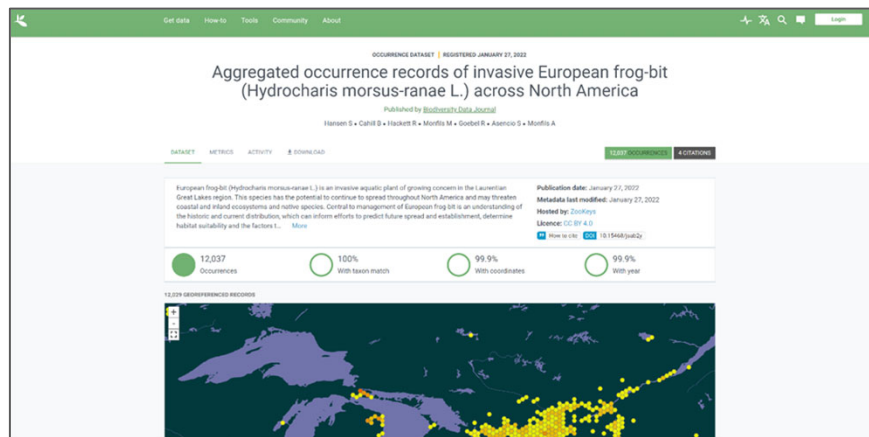 Get data How-to Tools Community About Login
OCCURRENCE DATASET | REGISTERED JANUARY 27, 2022
Aggregated occurrence records of invasive European frog-bit
(Hydrocharis morsus-ranae L.) across North America
Published by Biodiversity Data Journal
Hansen S • Cahill B • Hackett R • Monfils M • Goebel R • Asencio S • Monfils A
DATASET METRICS ACTIVITY DOWNLOAD 12,037 OCCURRENCES 4 CITATIONS
European frog-bit (Hydrocharis morsus-ranae L.) is an invasive aquatic plant of growing concern in the Laurentian
Great Lakes region. This species has the potential to continue to spread throughout North America and may threaten
coastal and inland ecosystems and native species. Central to management of European frog-bit is an understanding of
the historic and current distribution, which can inform efforts to predict future spread and establishment, determine
habitat suitability and the factors t... More
Publication date: January 27, 2022
Metadata last modified: January 27, 2022
Hosted by: ZooKeys
Licence: CC BY 4.0
How to cite DOI
12,037 100% 99.9% 99.9%
Occurrences With taxon match With coordinates With year
12,029 GEOREFERENCED RECORDS
+
-